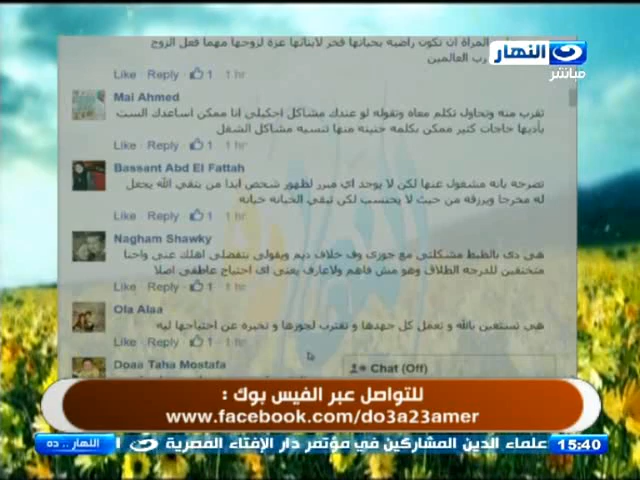 النهار
مباشر
المرأة ان تكون راضيه بحياتها فخر لابنائها عزة لزوجها مهما فعل الزوج
رب العالمين
Like · Reply · 1 · 1 hr
Mai Ahmed
تقرب منه وتحاول تكلم معاه وتقوله لو عندك مشاكل احكيلى انا ممكن اساعدك الست
بأديها حاجات كتير ممكن بكلمه حنينه منها تنسيه مشاكل الشغل
Like · Reply · 1 · 1 hr
Bassant Abd El Fattah
تصرحه بانه مشغول عنها لكن لا يوجد اي مبرر لظهور شخص ابدا من يتقي الله يجعل
له مخرجا ويرزقه من حيث لا يحتسب لكن تبقي الخيانه خيانه
Like · Reply · 1 · 1 hr
Nagham Shawky
هى دى بالظبط مشكلتى مع جوزى وف خلاف ديم ويقولى بتفضلى اهلك عنى واحنا
متخنقين للدرجه الطلاق وهو مش فاهم ولاعارف يعنى اى احتياج عاطفى اصلا
Like · Reply · 1 · 1 hr
Ola Alaa
هى تستعين بالله و تعمل كل جهدها و تقترب لجوزها و تخبره عن احتياجها ليه
Like · Reply · 1 · 1 hr
Doaa Taha Mostafa
Chat (Off)
للتواصل عبر الفيس بوك :
www.facebook.com/do3a23amer
النهار .. ده
علماء الدين المشاركين في مؤتمر دار الإفتاء المصرية
15:40